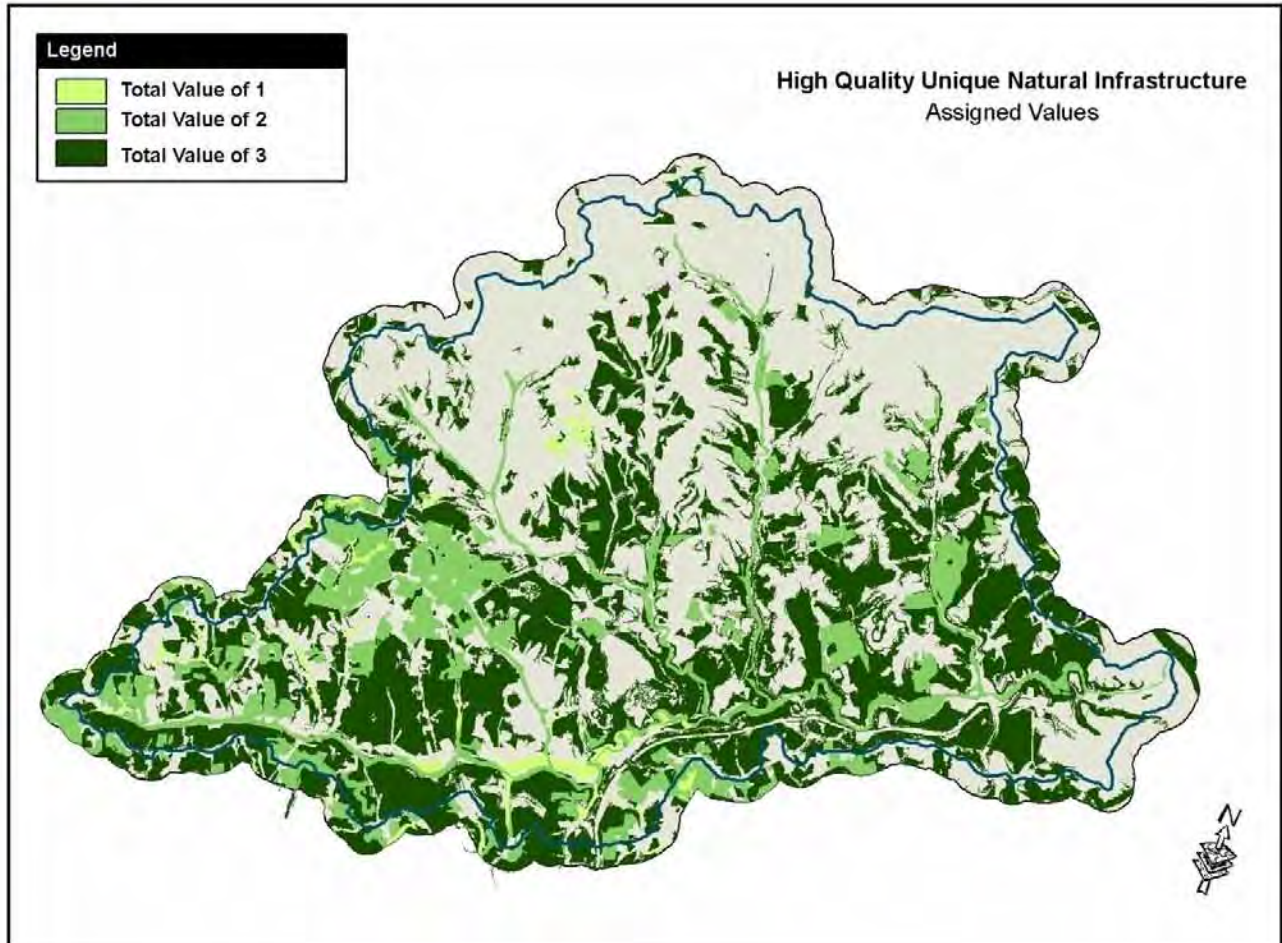 Legend
Total Value of 1
Total Value of 2
Total Value of 3
High Quality Unique Natural Infrastructure
Assigned Values
N